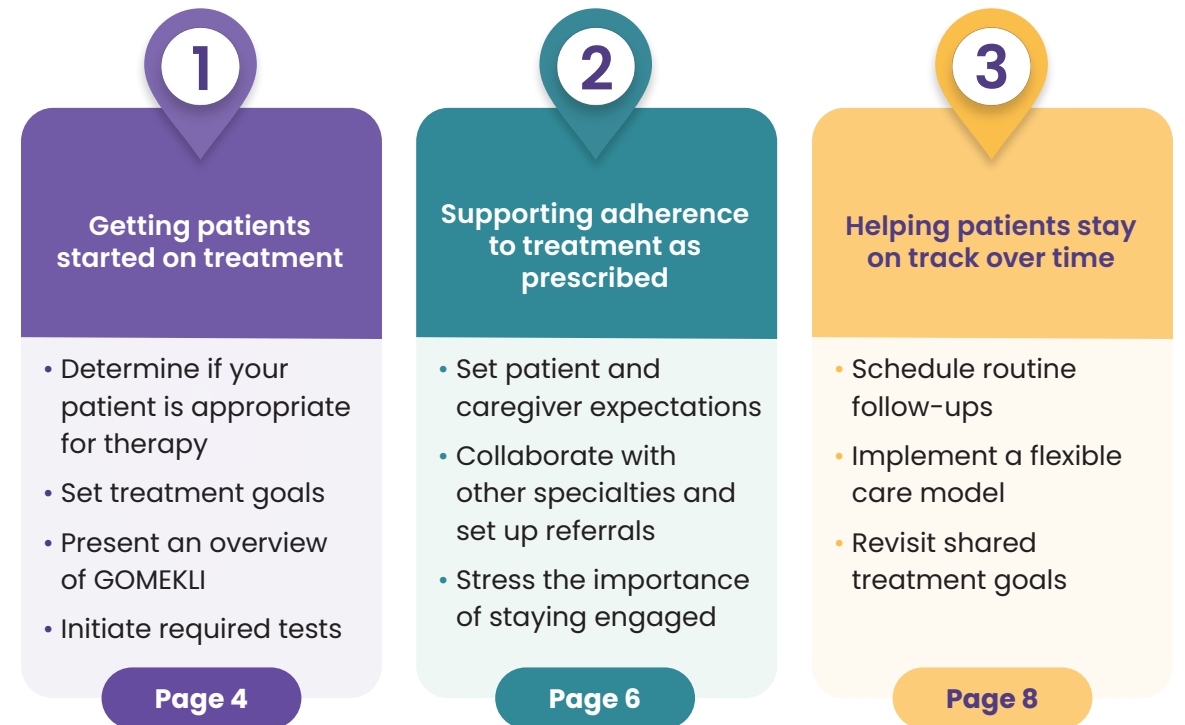 1
Getting patients
started on treatment
• Determine if your
patient is appropriate
for therapy
• Set treatment goals
• Present an overview
of GOMEKLI
• Initiate required tests
Page 4
2
Supporting adherence
to treatment as
prescribed
• Set patient and
caregiver expectations
• Collaborate with
other specialties and
set up referrals
• Stress the importance
of staying engaged
Page 6
3
Helping patients stay
on track over time
• Schedule routine
follow-ups
• Implement a flexible
care model
• Revisit shared
treatment goals
Page 8